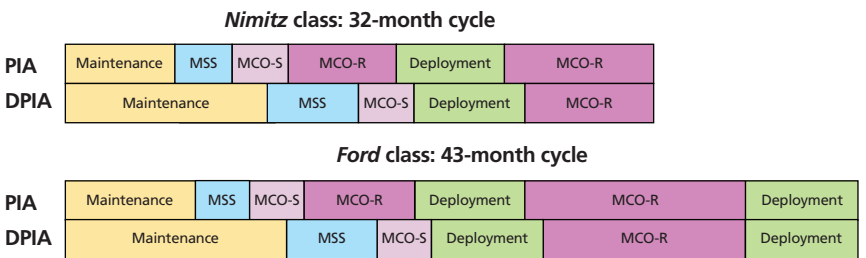 Nimitz class: 32-month cycle
PIA Maintenance MSS MCO-S MCO-R Deployment MCO-R
DPIA Maintenance MSS MCO-S Deployment MCO-R
Ford class: 43-month cycle
PIA Maintenance MSS MCO-S MCO-R Deployment MCO-R Deployment
DPIA Maintenance MSS MCO-S Deployment MCO-R Deployment